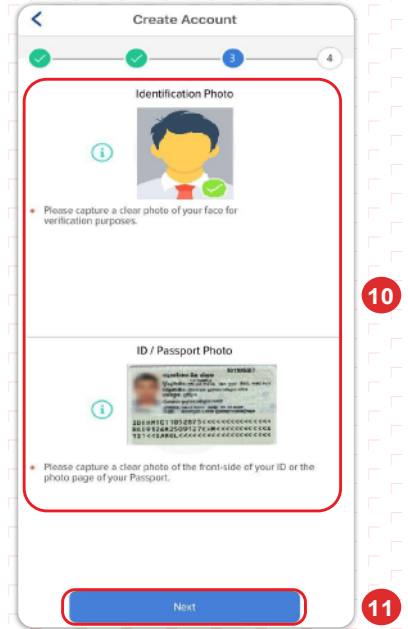 Create Account
3
4
Identification Photo
i
* Please capture a clear photo of your face for
verification purposes.
10
ID / Passport Photo
i
* Please capture a clear photo of the front-side of your ID or the
photo page of your Passport.
Next
11